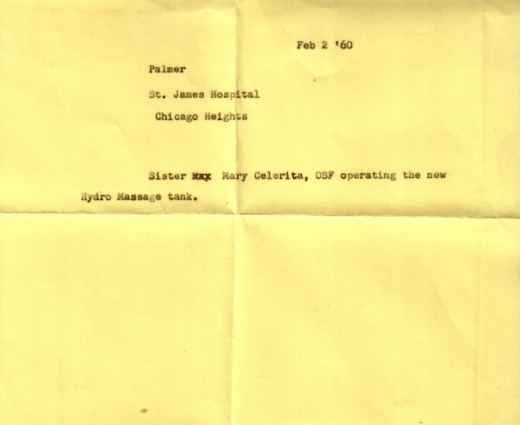 Feb 2 '60
Palmer
St. James Hospital
Chicago Heights
Sister xxx Mary Celerita, OSF operating the new
Hydro Massage tank.